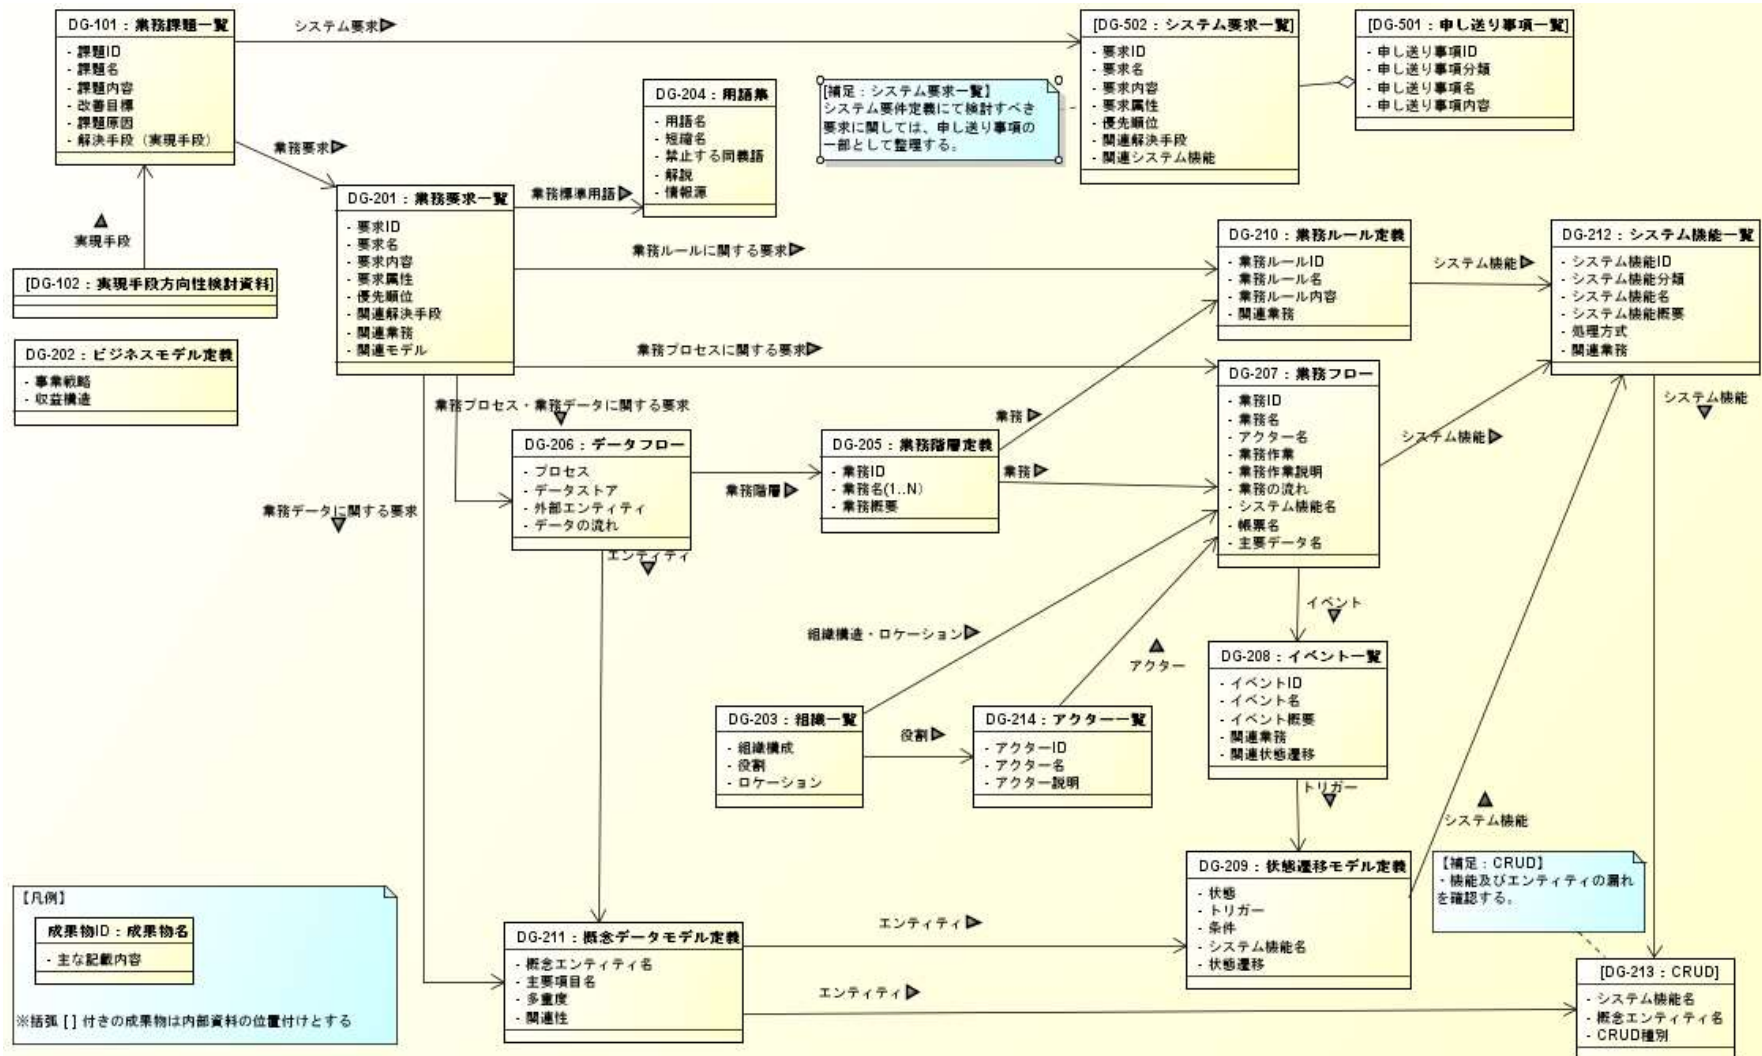 DG-101：業務課題一覧
- 課題ID
- 課題名
- 課題内容
- 改善目標
- 課題原因
- 解決手段（実現手段）
システム要求
[DG-502：システム要求一覧]
- 要求ID
- 要求名
- 要求内容
- 要求属性
- 優先順位
- 関連解決手段
- 関連システム機能
[DG-501：申し送り事項一覧]
- 申し送り事項ID
- 申し送り事項分類
- 申し送り事項名
- 申し送り事項内容
[補足：システム要求一覧】
システム要件定義にて検討すべき
要求に関しては、申し送り事項の
一部として整理する。
DG-204：用語集
- 用語名
- 短縮名
- 禁止する同義語
- 解説
- 情報源
業務要求
実現手段
[DG-102：実現手段方向性検討資料]
DG-201：業務要求一覧
- 要求ID
- 要求名
- 要求内容
- 要求属性
- 優先順位
- 関連解決手段
- 関連業務
- 関連モデル
業務標準用語
業務ルールに関する要求
DG-210：業務ルール定義
- 業務ルールID
- 業務ルール名
- 業務ルール内容
- 関連業務
システム機能
DG-212：システム機能一覧
- システム機能ID
- システム機能分類
- システム機能名
- システム機能概要
- 処理方式
- 関連業務
DG-202：ビジネスモデル定義
- 事業戦略
- 収益構造
業務プロセスに関する要求
DG-207：業務フロー
- 業務ID
- 業務名
- アクター名
- 業務作業
- 業務作業説明
- 業務の流れ
- システム機能名
- 帳票名
- 主要データ名
システム機能
システム機能
業務プロセス・業務データに関する要求
DG-206：データフロー
- プロセス
- データストア
- 外部エンティティ
- データの流れ
業務階層
DG-205：業務階層定義
- 業務ID
- 業務名(1..N）
- 業務概要
業務
業務
業務データに関する要求
エンティティ
組織構造・ロケーション
アクター
イベント
DG-208：イベント一覧
- イベントID
- イベント名
- イベント概要
- 関連業務
- 関連状態遷移
DG-203：組織一覧
- 組織構成
- 役割
- ロケーション
役割
DG-214：アクター一覧
- アクターID
- アクター名
- アクター説明
トリガー
システム機能
DG-209：状態遷移モデル定義
- 状態
- トリガー
- 条件
- システム機能名
- 状態遷移
【補足：CRUD】
- 機能及びエンティティの漏れ
を確認する。
【凡例】
成果物ID：成果物名
- 主な記載内容
※括弧 [ ] 付きの成果物は内部資料の位置付けとする
DG-211：概念データモデル定義
- 概念エンティティ名
- 主要項目名
- 多重度
- 関連性
エンティティ
エンティティ
[DG-213：CRUD]
- システム機能名
- 概念エンティティ名
- CRUD種別